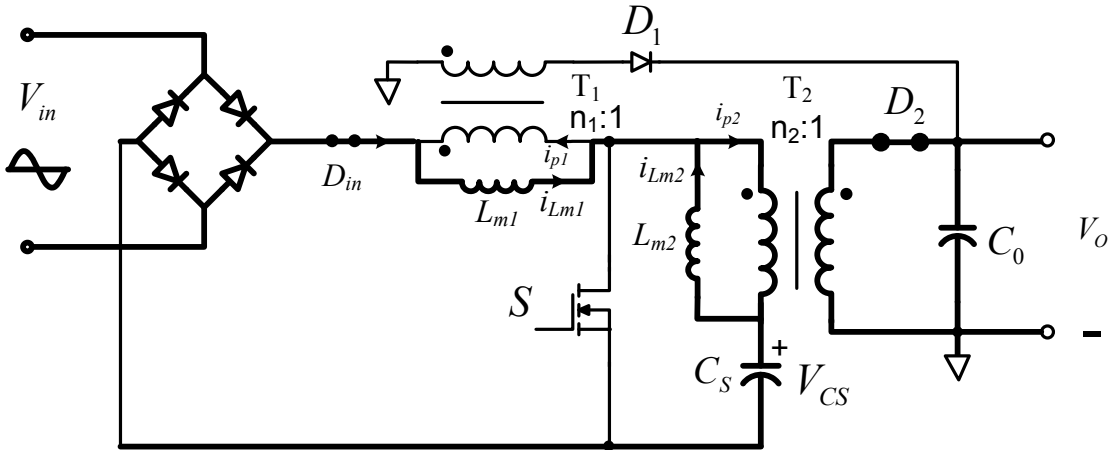 D1
Vin
T1
n1:1
T2
n2:1
D2
ip1
ip2
Din
Lm1
iLm1
iLm2
Lm2
C0
VO
S
CS
+
VCS
-